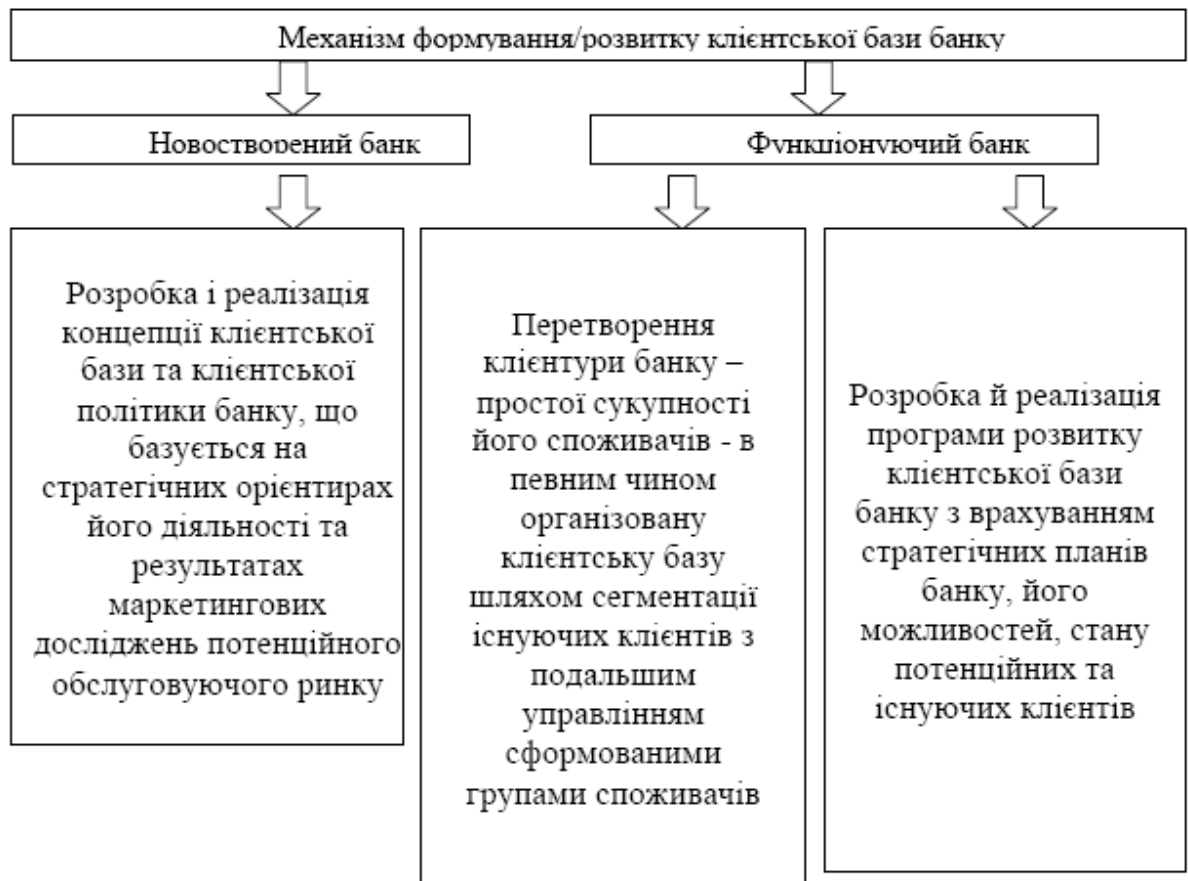 Механізм формування/розвитку клієнтської бази банку
Новостворений банк
Функціонуючий банк
Розробка і реалізація
концепції клієнтської
бази та клієнтської
політики банку, що
базується на
стратегічних орієнтирах
його діяльності та
результатах
маркетингових
досліджень потенційного
обслуговуючого ринку
Перетворення
клієнтури банку –
простої сукупності
його споживачів - в
певним чином
організовану
клієнтську базу
шляхом сегментації
існуючих клієнтів з
подальшим
управлінням
сформованими
групами споживачів
Розробка й реалізація
програми розвитку
клієнтської бази
банку з врахуванням
стратегічних планів
банку, його
можливостей, стану
потенційних та
існуючих клієнтів